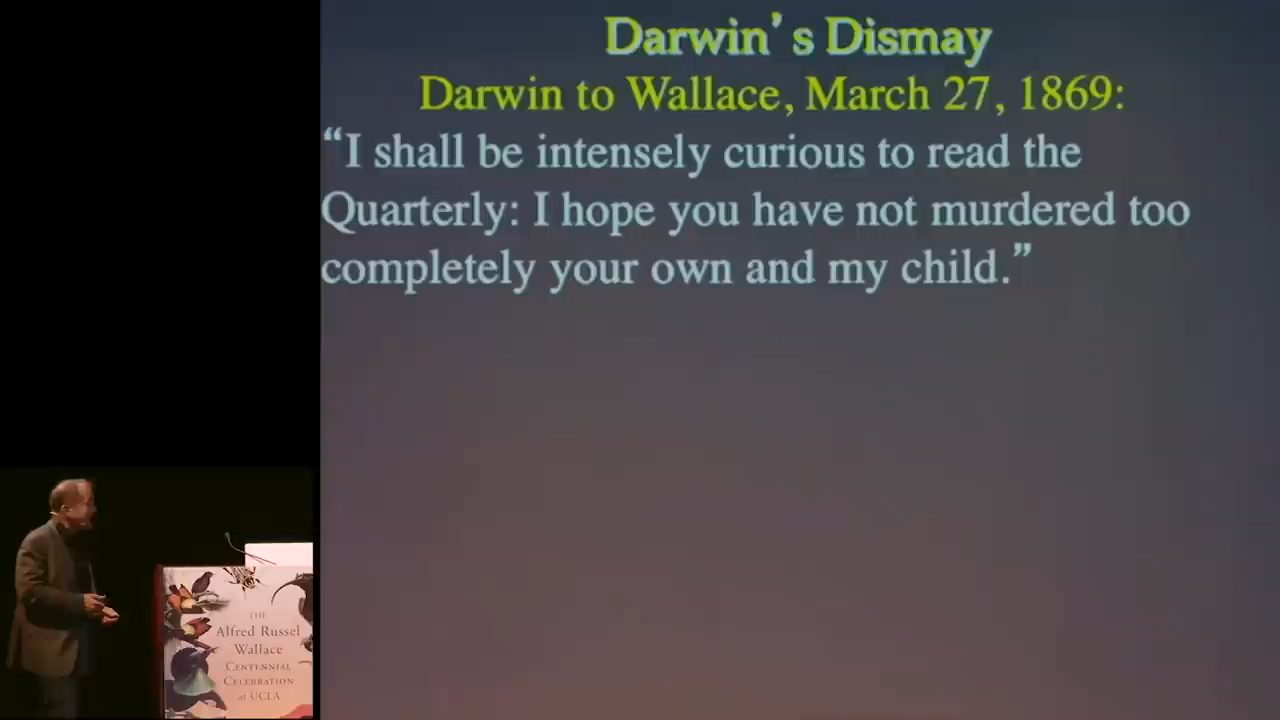 Darwin's Dismay
Darwin to Wallace, March 27, 1869:
“I shall be intensely curious to read the
Quarterly: I hope you have not murdered too
completely your own and my child.”
THE
Alfred Russel
Wallace
CENTENNIAL
CELEBRATION
at UCLA